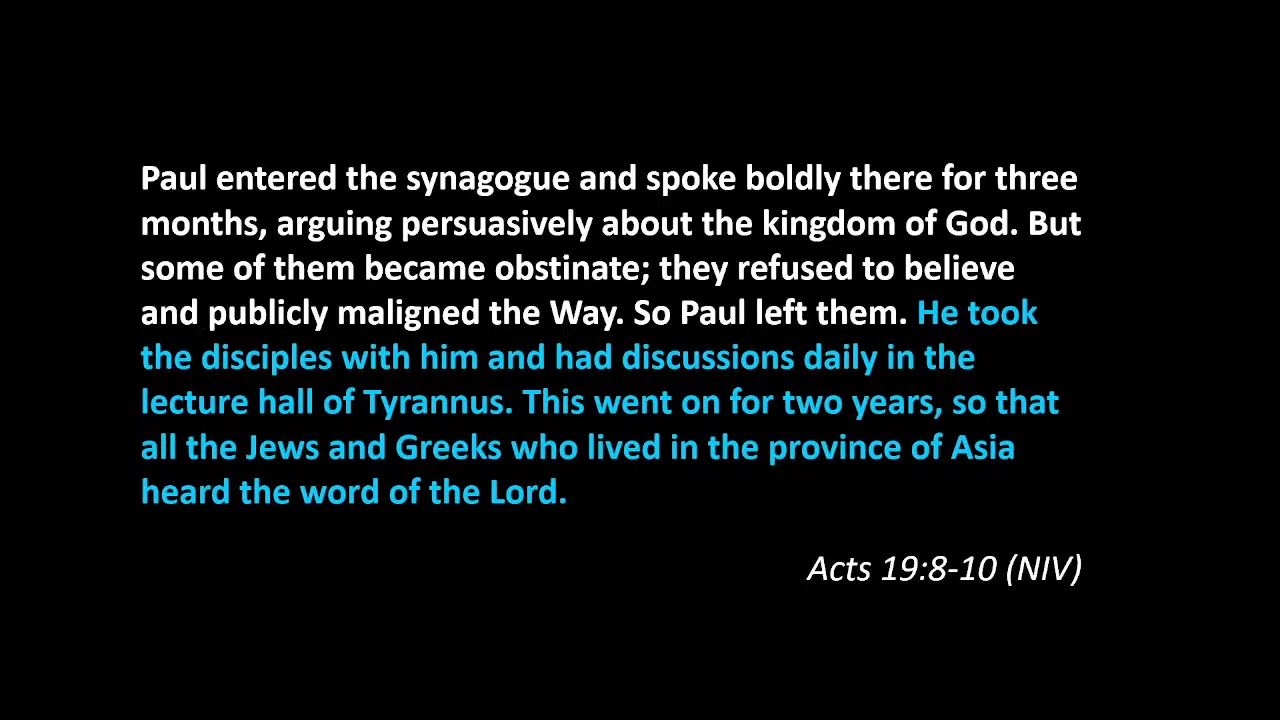 Paul entered the synagogue and spoke boldly there for three
months, arguing persuasively about the kingdom of God. But
some of them became obstinate; they refused to believe
and publicly maligned the Way. So Paul left them. He took
the disciples with him and had discussions daily in the
lecture hall of Tyrannus. This went on for two years, so that
all the Jews and Greeks who lived in the province of Asia
heard the word of the Lord.
Acts 19:8-10 (NIV)